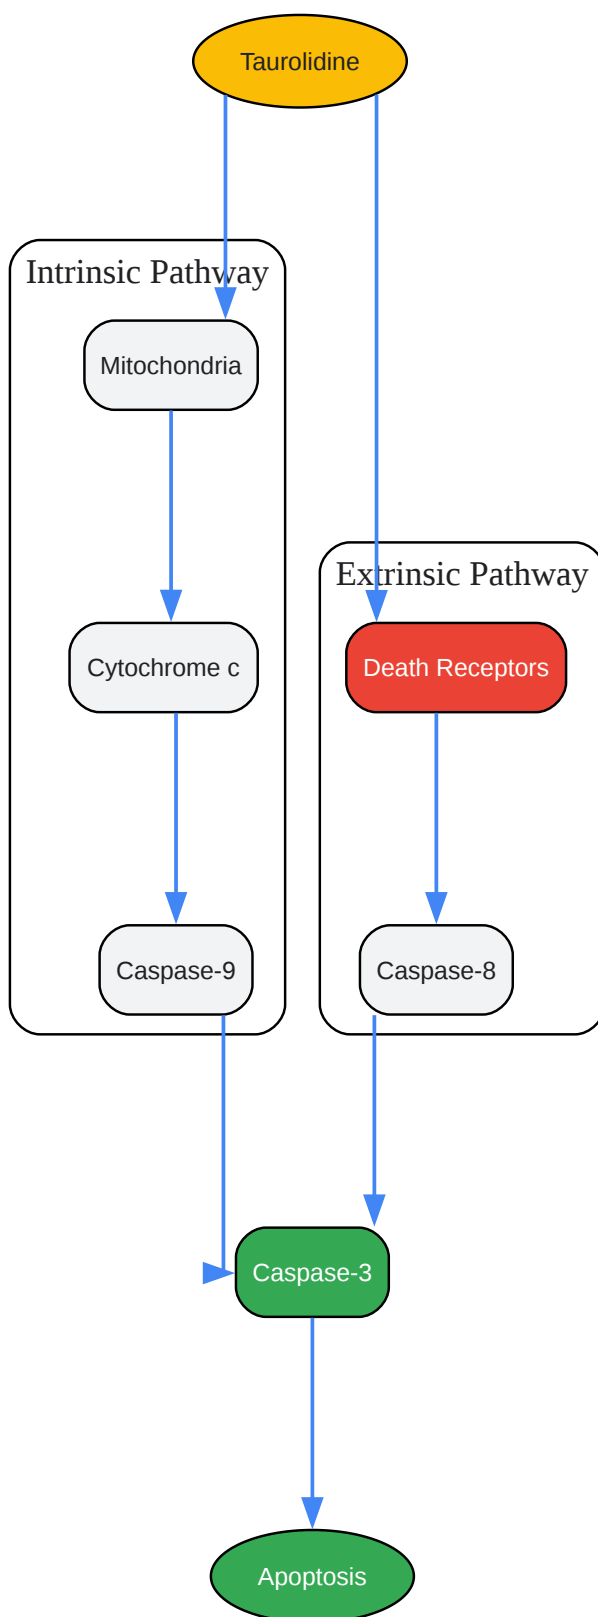 Taurolidine
Intrinsic Pathway
Mitochondria
Extrinsic Pathway
Cytochrome c
Death Receptors
Caspase-9
Caspase-8
Caspase-3
Apoptosis